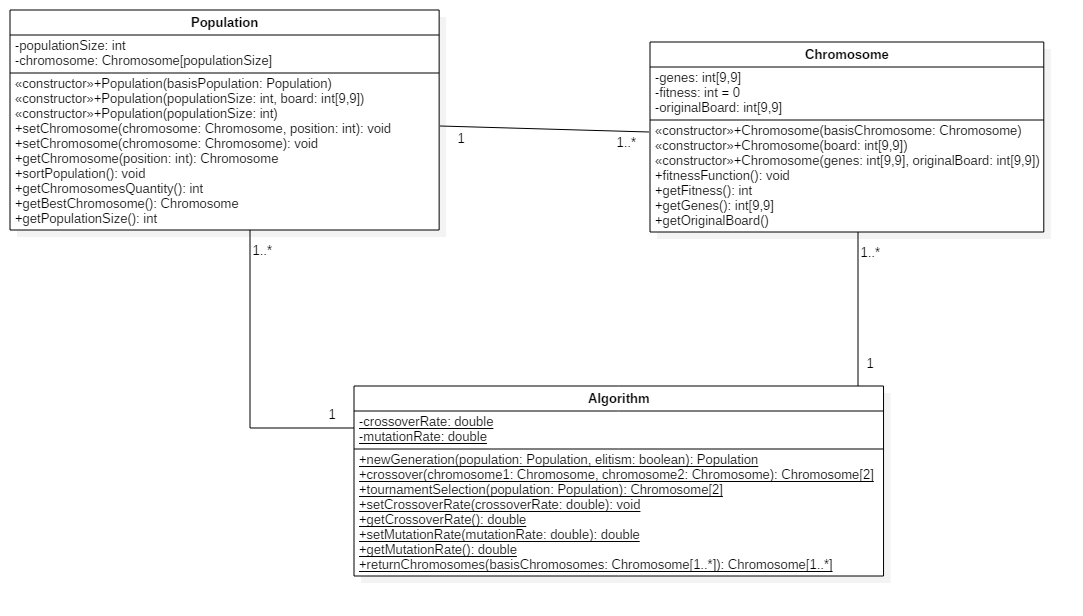 Population
-populationSize: int
-chromosome: Chromosome[populationSize]
«constructor»+Population(basisPopulation: Population)
«constructor»+Population(populationSize: int, board: int[9,9])
«constructor»+Population(populationSize: int)
+setChromosome(chromosome: Chromosome, position: int): void
+setChromosome(chromosome: Chromosome): void
+getChromosome(position: int): Chromosome
+sortPopulation(): void
+getChromosomesQuantity(): int
+getBestChromosome(): Chromosome
+getPopulationSize(): int
1
1..*
Chromosome
-genes: int[9,9]
-fitness: int = 0
-originalBoard: int[9,9]
«constructor»+Chromosome(basisChromosome: Chromosome)
«constructor»+Chromosome(board: int[9,9])
«constructor»+Chromosome(genes: int[9,9], originalBoard: int[9,9])
+fitnessFunction(): void
+getFitness(): int
+getGenes(): int[9,9]
+getOriginalBoard()
1..*
1..*
1
1
Algorithm
-crossoverRate: double
-mutationRate: double
+newGeneration(population: Population, elitism: boolean): Population
+crossover(chromosome1: Chromosome, chromosome2: Chromosome): Chromosome[2]
+tournamentSelection(population: Population): Chromosome[2]
+setCrossoverRate(crossoverRate: double): void
+getCrossoverRate(): double
+setMutationRate(mutationRate: double): double
+getMutationRate(): double
+returnChromosomes(basisChromosomes: Chromosome[1..*]): Chromosome[1..*]